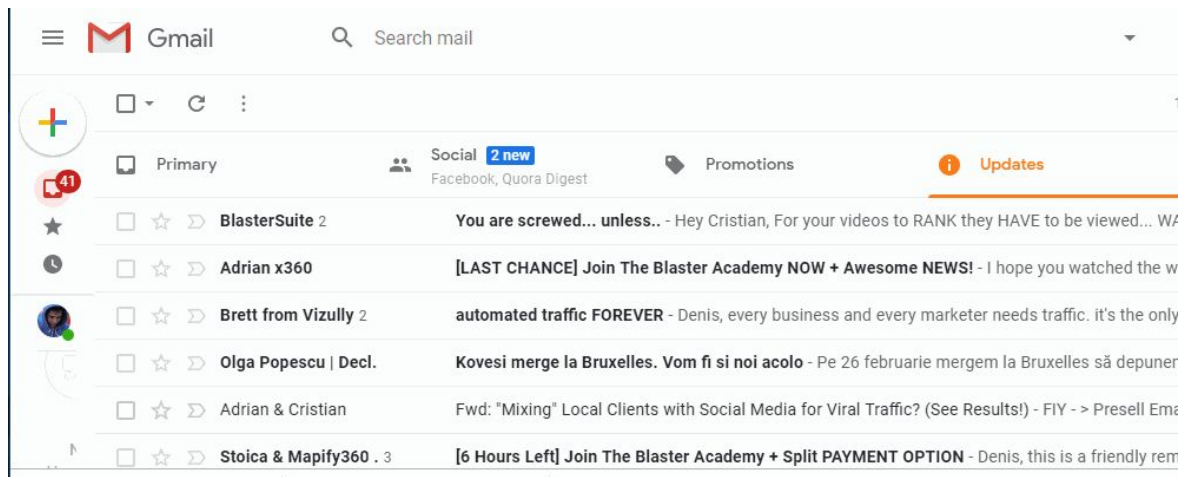 Gmail Search mail
Primary Social 2 new Promotions Updates
Facebook, Quora Digest
41
BlasterSuite 2 You are screwed... unless.. - Hey Cristian, For your videos to RANK they HAVE to be viewed... WA
Adrian x360 [LAST CHANCE] Join The Blaster Academy NOW + Awesome NEWS! - I hope you watched the w
Brett from Vizully 2 automated traffic FOREVER - Denis, every business and every marketer needs traffic. it's the only
Olga Popescu | Decl. Kovesi merge la Bruxelles. Vom fi si noi acolo - Pe 26 februarie mergem la Bruxelles să depuner
Adrian & Cristian Fwd: "Mixing" Local Clients with Social Media for Viral Traffic? (See Results!) - FIY - > Presell Ema
Stoica & Mapify360 . 3 [6 Hours Left] Join The Blaster Academy + Split PAYMENT OPTION - Denis, this is a friendly rem